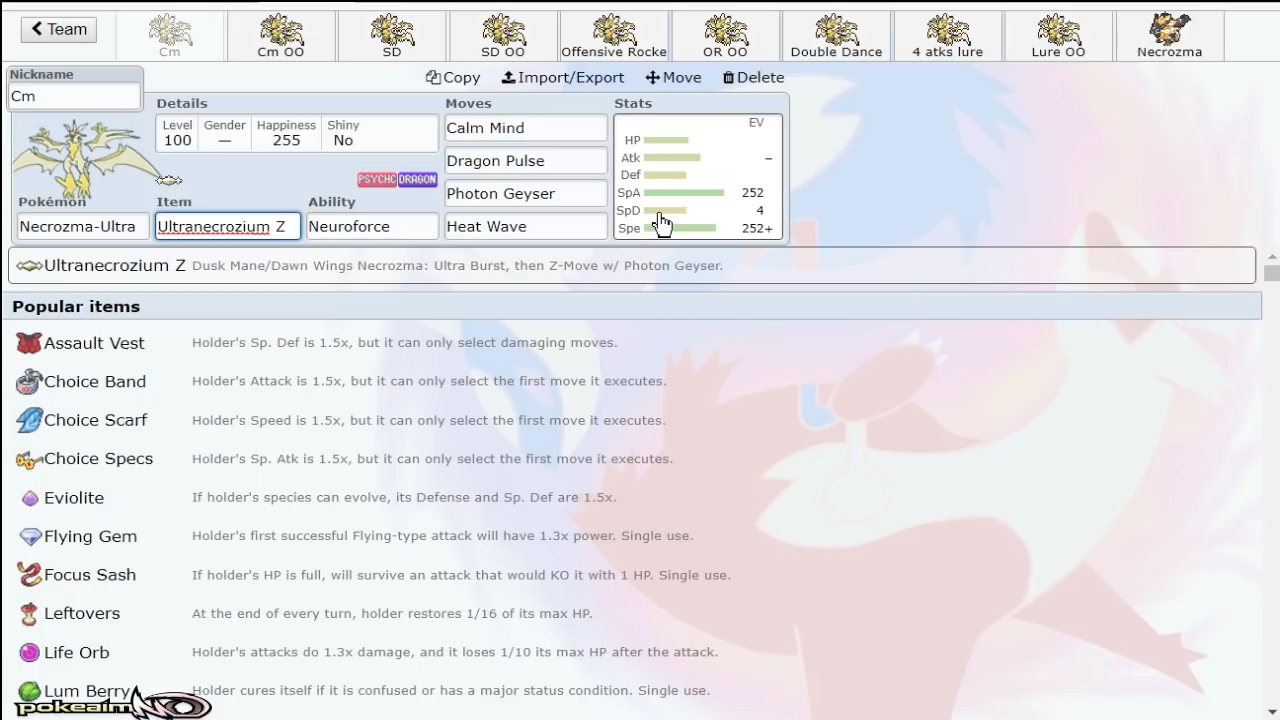 Team
Cm
Cm OO
SD
SD OO
Offensive Rocke
OR OO
Double Dance
4 atks lure
Lure OO
Necrozma
Nickname
Cm
Copy
Import/Export
Move
Delete
Details
Level
100
Gender
—
Happiness
255
Shiny
No
PSYCHC DRAGON
Pokémon
Necrozma-Ultra
Item
Ultranecrozium Z
Ability
Neuroforce
Moves
Calm Mind
Dragon Pulse
Photon Geyser
Heat Wave
Stats
EV
HP
Atk –
Def
SpA 252
SpD 4
Spe 252+
Ultranecrozium Z Dusk Mane/Dawn Wings Necrozma: Ultra Burst, then Z-Move w/ Photon Geyser.
Popular items
Assault Vest Holder's Sp. Def is 1.5x, but it can only select damaging moves.
Choice Band Holder's Attack is 1.5x, but it can only select the first move it executes.
Choice Scarf Holder's Speed is 1.5x, but it can only select the first move it executes.
Choice Specs Holder's Sp. Atk is 1.5x, but it can only select the first move it executes.
Eviolite If holder's species can evolve, its Defense and Sp. Def are 1.5x.
Flying Gem Holder's first successful Flying-type attack will have 1.3x power. Single use.
Focus Sash If holder's HP is full, will survive an attack that would KO it with 1 HP. Single use.
Leftovers At the end of every turn, holder restores 1/16 of its max HP.
Life Orb Holder's attacks do 1.3x damage, and it loses 1/10 its max HP after the attack.
Lum Berry Holder cures itself if it is confused or has a major status condition. Single use.
pokeaimMD